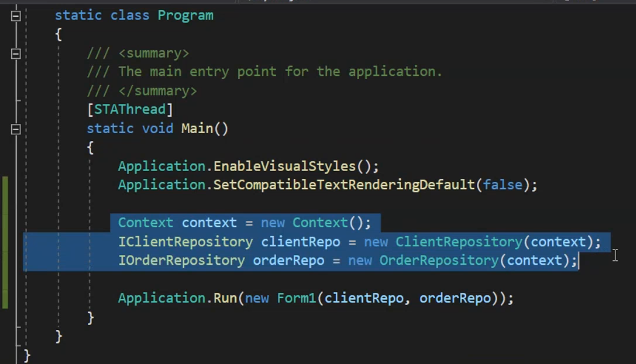 static class Program
{
/// <summary>
/// The main entry point for the application.
/// </summary>
[STAThread]
static void Main()
{
Application.EnableVisualStyles();
Application.SetCompatibleTextRenderingDefault(false);
Context context = new Context();
IClientRepository clientRepo = new ClientRepository(context);
IOrderRepository orderRepo = new OrderRepository(context);
Application.Run(new Form1(clientRepo, orderRepo));
}
}
}